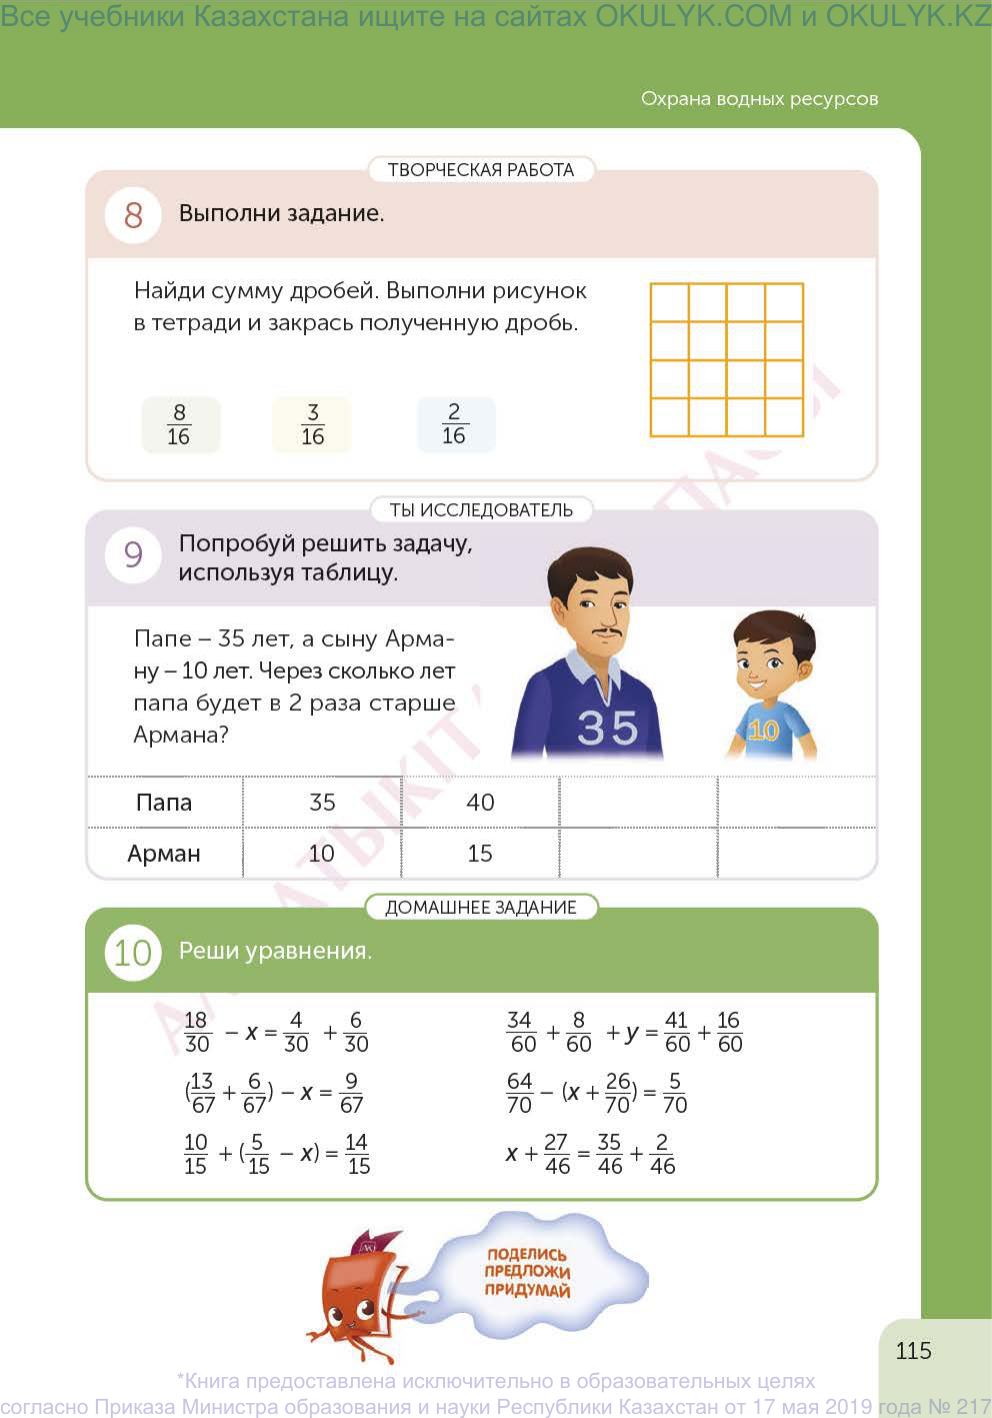 Все учебники Казахстана ищите на сайтах OKULYK.COM и OKULYK.KZ
Охрана водных ресурсов
ТВОРЧЕСКАЯ РАБОТА
8 Выполни задание.
Найди сумму дробей. Выполни рисунок
в тетради и закрась полученную дробь.
8/16 3/16 2/16
ТЫ ИССЛЕДОВАТЕЛЬ
9 Попробуй решить задачу,
используя таблицу.
Папе – 35 лет, а сыну Арма-
ну – 10 лет. Через сколько лет
папа будет в 2 раза старше
Армана?
35
10
Папа 35 40
Арман 10 15
ДОМАШНЕЕ ЗАДАНИЕ
10 Реши уравнения.
18/30 – x = 4/30 + 6/30 34/60 + 8/60 + y = 41/60 + 16/60
(13/67 + 6/67) – x = 9/67 64/70 – (x + 26/70) = 5/70
10/15 + (5/15 – x) = 14/15 x + 27/46 = 35/46 + 2/46
ПОДЕЛИСЬ
ПРЕДЛОЖИ
ПРИДУМАЙ
115
*Книга предоставлена исключительно в образовательных целях
согласно Приказа Министра образования и науки Республики Казахстан от 17 мая 2019 года № 217